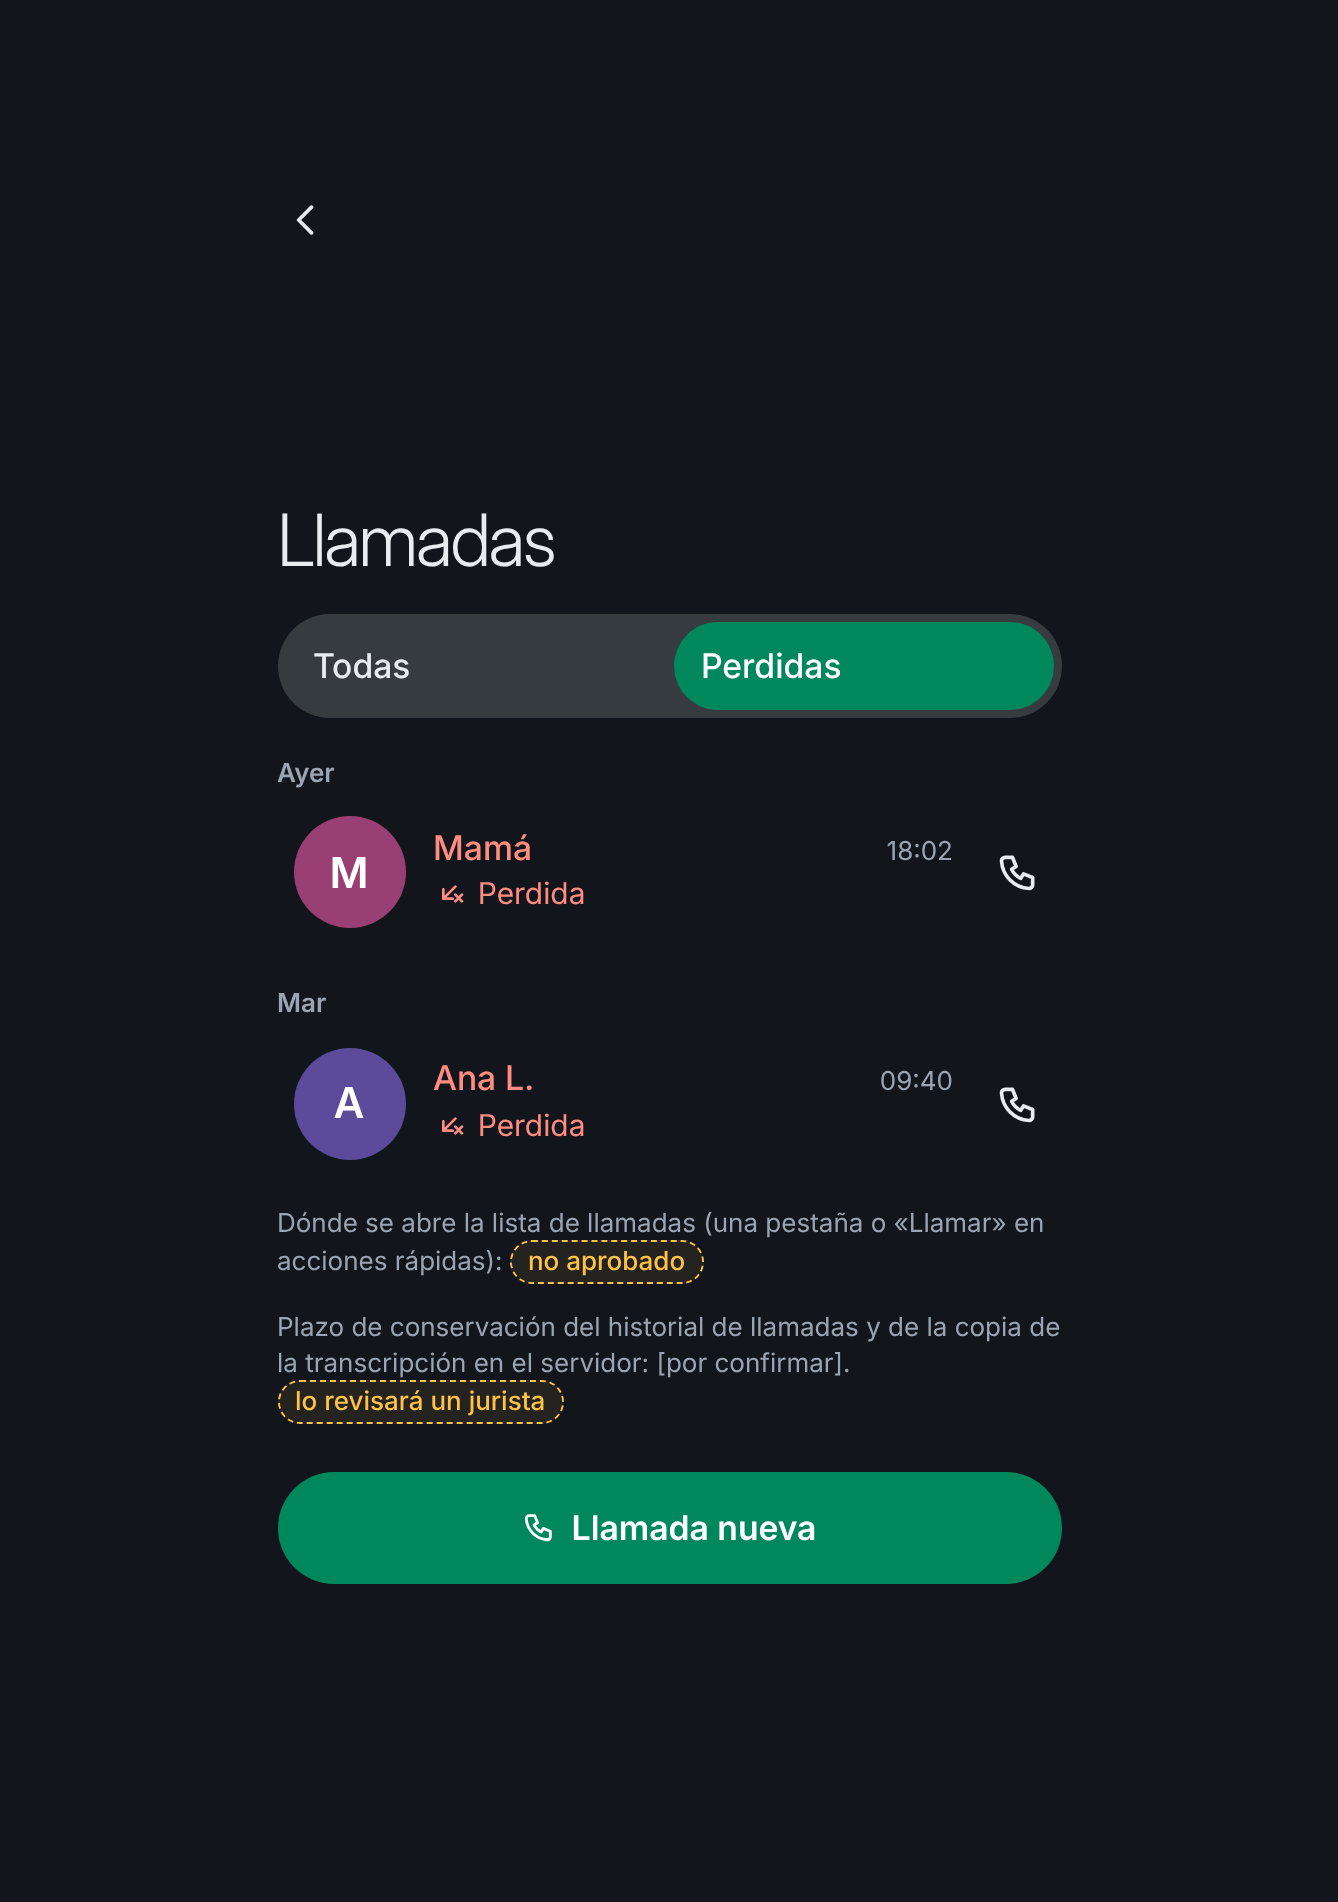 Llamadas
Todas
Perdidas
Ayer
M
Mamá
18:02
Perdida
Mar
A
Ana L.
09:40
Perdida
Dónde se abre la lista de llamadas (una pestaña o «Llamar» en
acciones rápidas): no aprobado
Plazo de conservación del historial de llamadas y de la copia de
la transcripción en el servidor: [por confirmar].
lo revisará un jurista
Llamada nueva